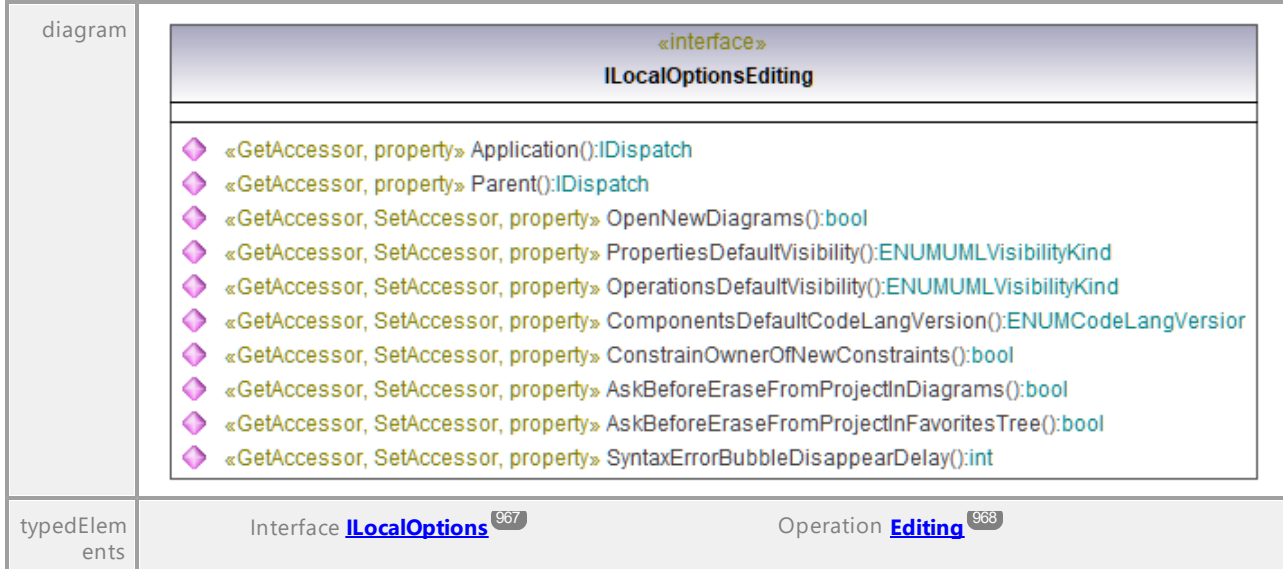 diagram
«interface»
ILocalOptionsEditing
«GetAccessor, property» Application():IDispatch
«GetAccessor, property» Parent():IDispatch
«GetAccessor, SetAccessor, property» OpenNewDiagrams():bool
«GetAccessor, SetAccessor, property» PropertiesDefaultVisibility():ENUMUMLVisibilityKind
«GetAccessor, SetAccessor, property» OperationsDefaultVisibility():ENUMUMLVisibilityKind
«GetAccessor, SetAccessor, property» ComponentsDefaultCodeLangVersion():ENUMCodeLangVersior
«GetAccessor, SetAccessor, property» ConstrainOwnerOfNewConstraints():bool
«GetAccessor, SetAccessor, property» AskBeforeEraseFromProjectInDiagrams():bool
«GetAccessor, SetAccessor, property» AskBeforeEraseFromProjectInFavoritesTree():bool
«GetAccessor, SetAccessor, property» SyntaxErrorBubbleDisappearDelay():int
typedElem
ents
Interface ILocalOptions 967
Operation Editing 968